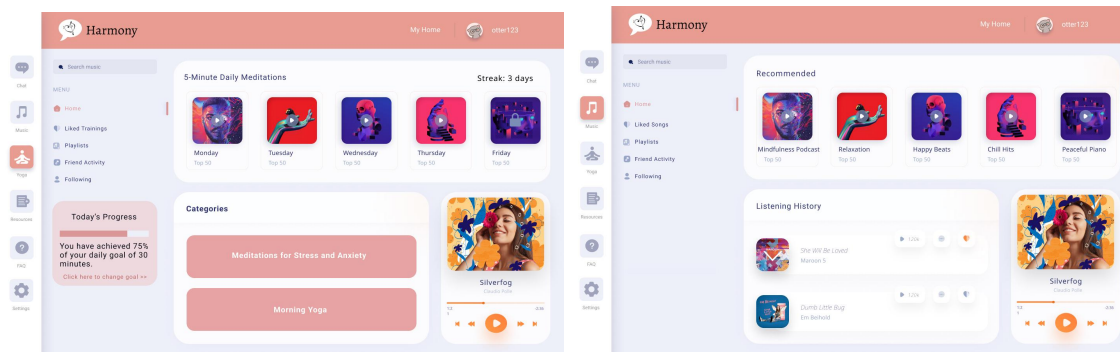 Harmony
My Home
otter123
Chat
Music
Yoga
Resources
FAQ
Settings
Search music
MENU
Home
Liked Trainings
Playlists
Friend Activity
Following
Today's Progress
You have achieved 75%
of your daily goal of 30
minutes.
Click here to change goal >>
5-Minute Daily Meditations
Streak: 3 days
Monday
Top 50
Tuesday
Top 50
Wednesday
Top 50
Thursday
Top 50
Friday
Top 50
Categories
Meditations for Stress and Anxiety
Morning Yoga
Silverfog
Harmony
My Home
otter123
Chat
Music
Yoga
Resources
FAQ
Settings
Search music
MENU
Home
Liked Songs
Playlists
Friend Activity
Following
Recommended
Mindfulness Podcast
Top 50
Relaxation
Top 50
Happy Beats
Top 50
Chill Hits
Top 50
Peaceful Piano
Top 50
Listening History
She Will Be Loved
Maroon 5
Dumb Little Bug
Em Beihold
Silverfog